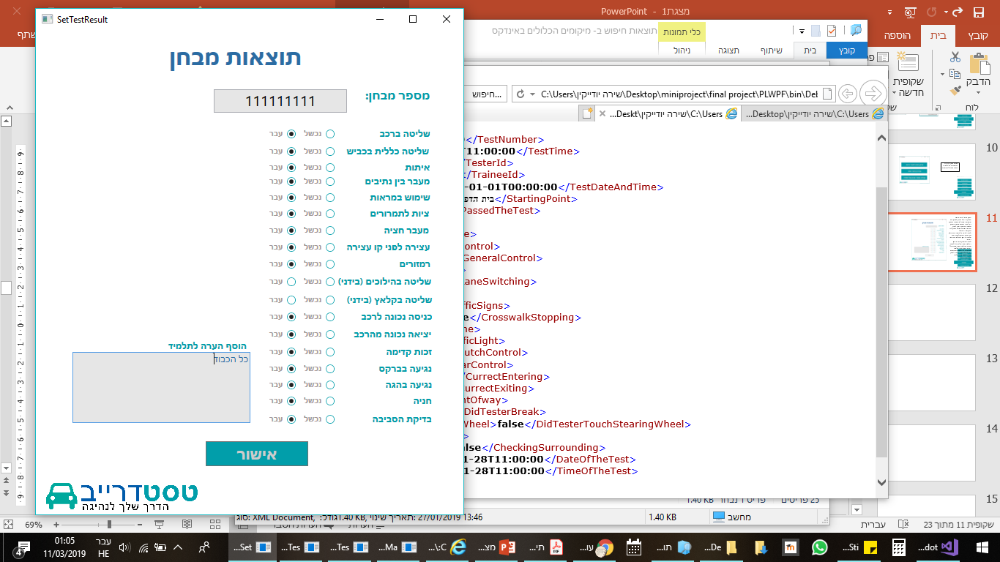 SetTestResult
תוצאות מבחן
מספר מבחן:
111111111
שליטה ברכב נכשל עבר
שליטה כללית בכביש נכשל עבר
איתות נכשל עבר
מעבר בין נתיבים נכשל עבר
שימוש במראות נכשל עבר
ציות לתמרורים נכשל עבר
מעבר חציה נכשל עבר
עצירה לפני קו עצירה נכשל עבר
רמזורים נכשל עבר
שליטה בהילוכים (בידני) נכשל עבר
שליטה בקלאץ (בידני) נכשל עבר
כניסה נכונה לרכב נכשל עבר
יציאה נכונה מהרכב נכשל עבר
זכות קדימה נכשל עבר
נגיעה בברקס נכשל עבר
נגיעה בהגה נכשל עבר
חניה נכשל עבר
בדיקת הסביבה נכשל עבר
הוסף הערה לתלמיד
כל הכבוד
אישור
טסטדרייב
הדרך שלך לנהיגה
מצגת1 - PowerPoint
קובץ
בית
הוספה
שתף
הדבק
שקופית
חדשה
לוח
תוצאות חיפוש ב- מיקומים הכלולים באינדקס
כלי תמונות
קובץ
בית
שיתוף
תצוגה
ניהול
חיפוש...
C:\Users\שירה יודייקין\Desktop\miniproject\final project\PLWPF\bin\Deb
C:\Users\שירה יודייקין\Deskt...
C:\Users\שירה יודייקין\Desktop...
</TestNumber>
T11:00:00</TestTime>
</TesterId>
</TraineeId>
-01-01T00:00:00</TestDateAndTime>
בית הדפ</StartingPoint>
PassedTheTest>
e>
ontrol>
GeneralControl>
>
aneSwitching>
fficSigns>
e</CrosswalkStopping>
ne>
fficLight>
utchControl>
arControl>
/CurrectEntering>
urrectExiting>
ntOfway>
DidTesterBreak>
Wheel>false</DidTesterTouchStearingWheel>
>
alse</CheckingSurrounding>
1-28T11:00:00</DateOfTheTest>
1-28T11:00:00</TimeOfTheTest>
10
11
12
13
14
15
25 פריטים
פריט 1 נבחר 1.40 KB
סוג: XML Document, גודל: 1.40 KB, תאריך שינוי: 27/01/2019 13:46
1.40 KB
מחשב
שקופית 11 מתוך 23
עברית
הערות
הערות הסבר
69%
01:05
11/03/2019
עבר
HE
4
Set...
Tes...
Tes...
Ma...
C:\...
מצ...
תי...
עו...
תו...
De...
Sti...
dot...